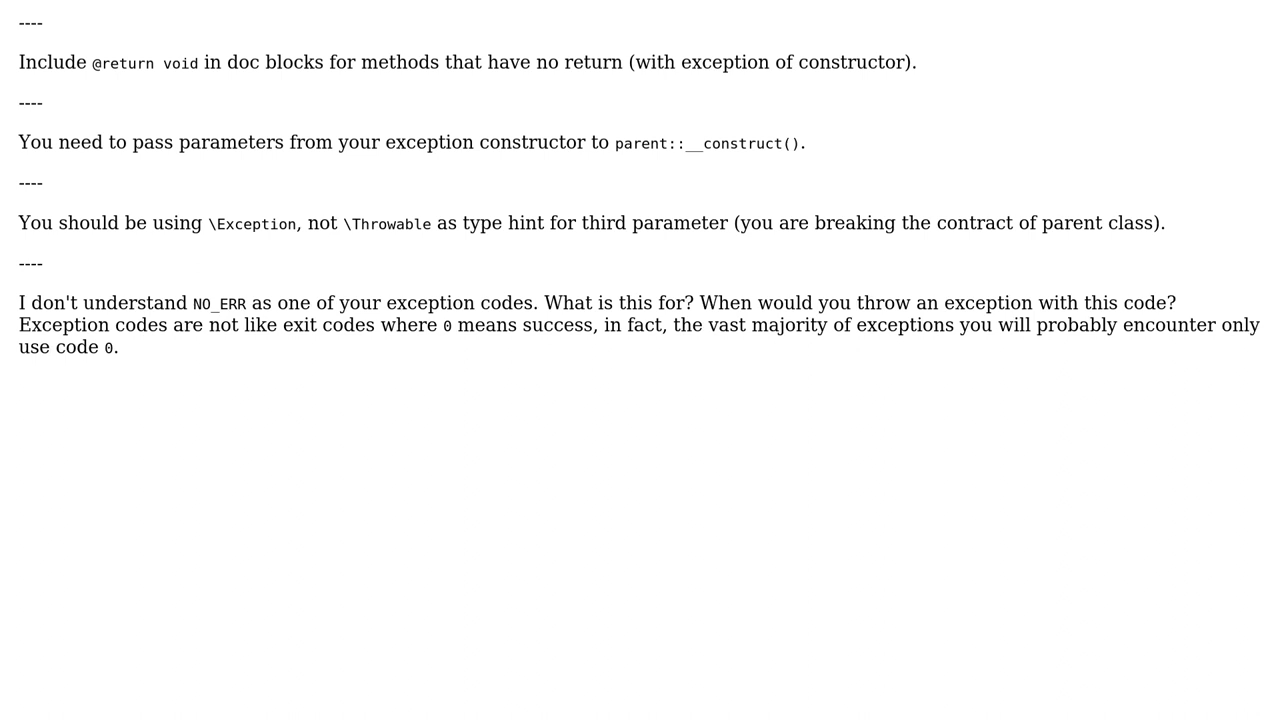 ----
Include @return void in doc blocks for methods that have no return (with exception of constructor).
----
You need to pass parameters from your exception constructor to parent::__construct().
----
You should be using \Exception, not \Throwable as type hint for third parameter (you are breaking the contract of parent class).
----
I don't understand NO_ERR as one of your exception codes. What is this for? When would you throw an exception with this code?
Exception codes are not like exit codes where 0 means success, in fact, the vast majority of exceptions you will probably encounter only
use code 0.